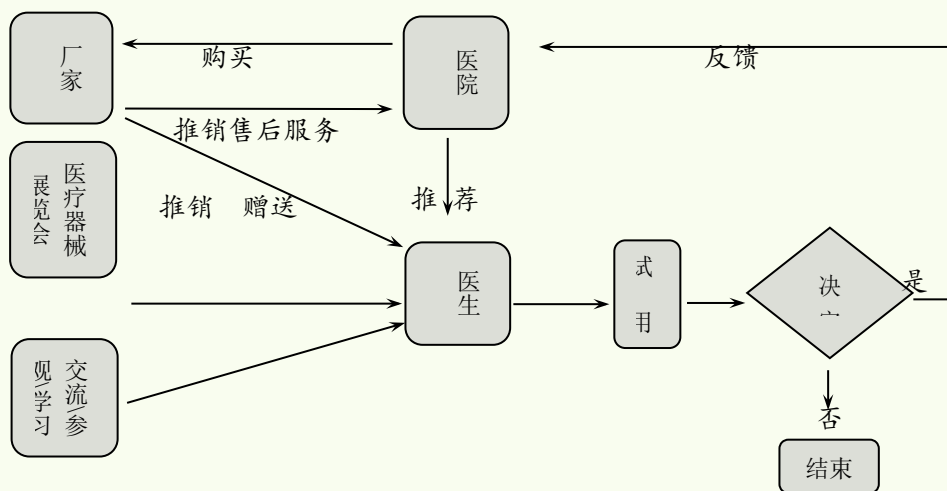 厂家
购买
医院
反馈
推销售后服务
医疗器械
展览会
推 荐
推销 赠送
医生
决
是
交流\参
观\学习
否
结束